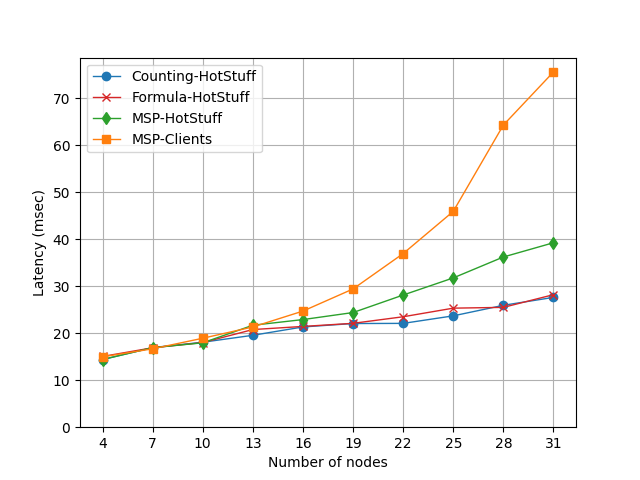 Counting-HotStuff
Formula-HotStuff
MSP-HotStuff
MSP-Clients
Latency (msec)
70
60
50
40
30
20
10
0
4 7 10 13 16 19 22 25 28 31
Number of nodes